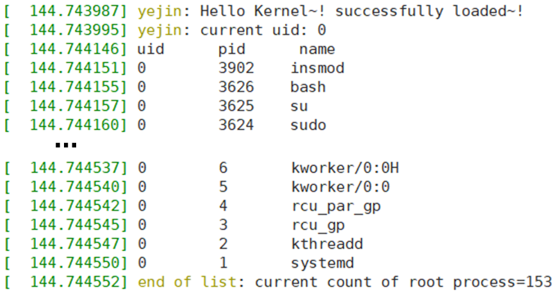 [  144.743987] yejin: Hello Kernel~! successfully loaded~!
[  144.743995] yejin: current uid: 0
[  144.744146] uid      pid      name
[  144.744151] 0        3902     insmod
[  144.744154] 0        3626     bash
[  144.744157] 0        3625     su
[  144.744160] 0        3624     sudo
...
[  144.744537] 0        6        kworker/0:0H
[  144.744540] 0        5        kworker/0:0
[  144.744542] 0        4        rcu_par_gp
[  144.744545] 0        3        rcu_gp
[  144.744547] 0        2        kthreadd
[  144.744550] 0        1        systemd
[  144.744552] end of list: current count of root process=153